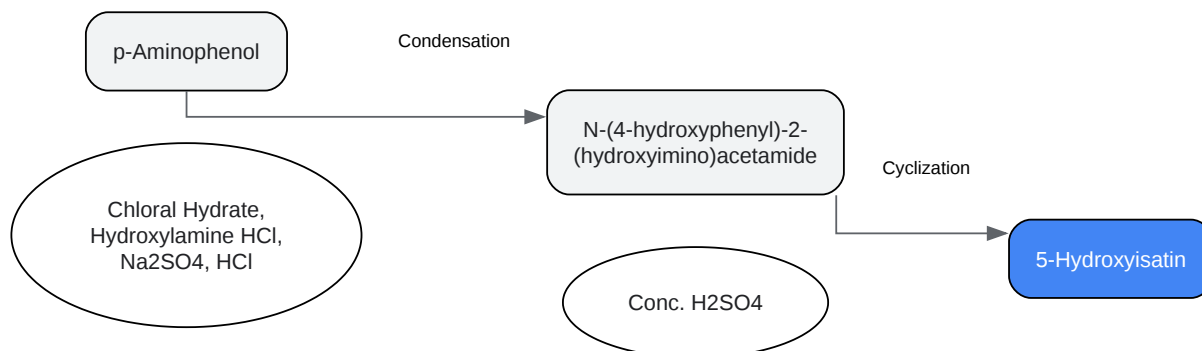 p-Aminophenol
Condensation
Chloral Hydrate,
Hydroxylamine HCl,
Na2SO4, HCl
N-(4-hydroxyphenyl)-2-
(hydroxyimino)acetamide
Cyclization
Conc. H2SO4
5-Hydroxyisatin